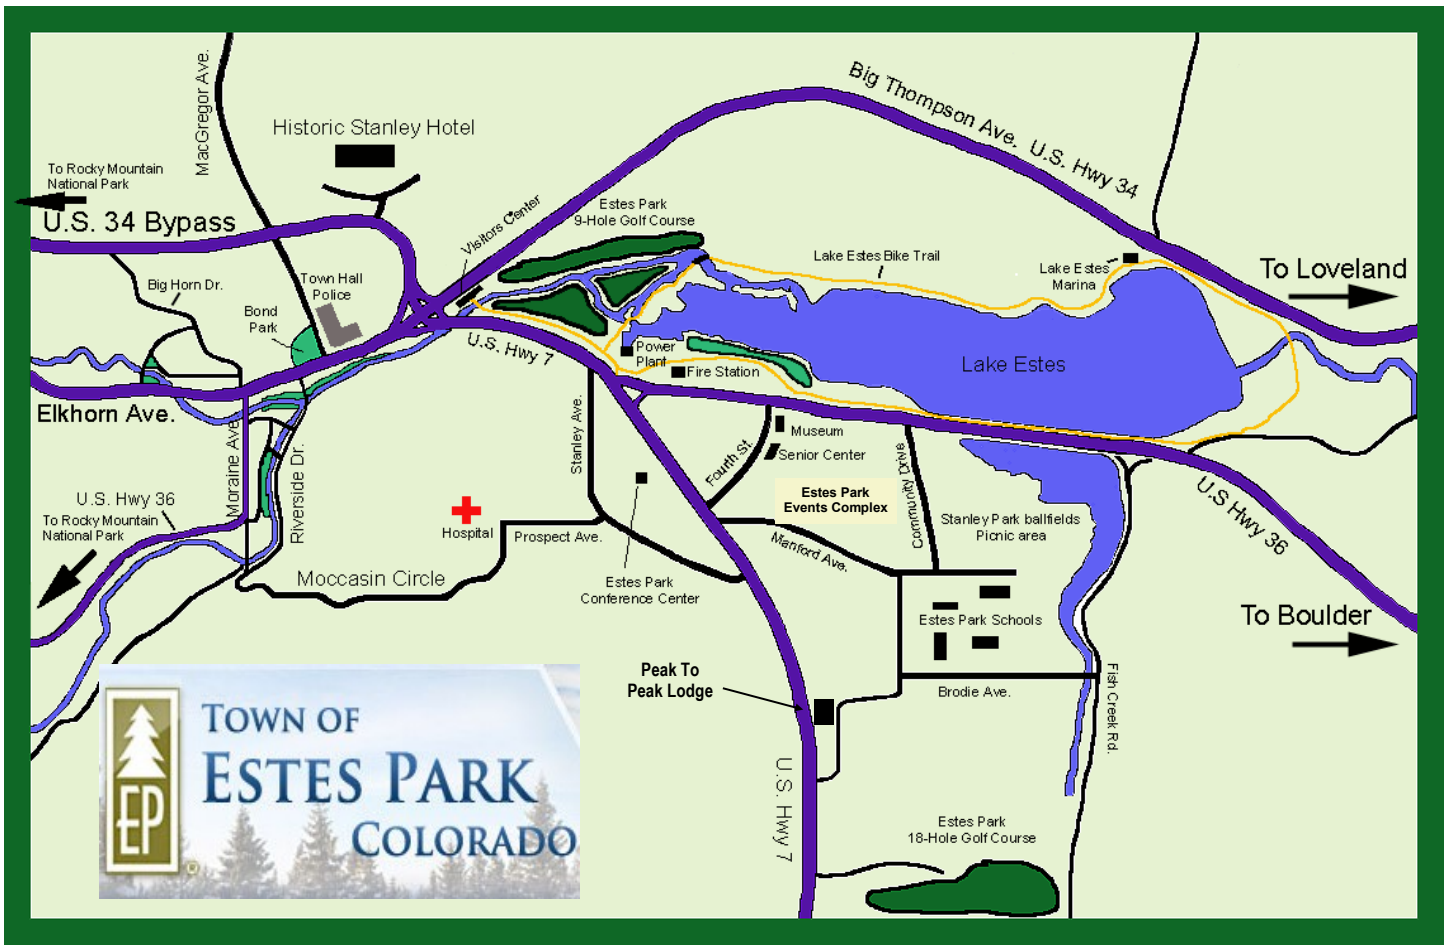 MacGregor Ave.
Historic Stanley Hotel
Big Thompson Ave. U.S. Hwy 34
To Rocky Mountain
National Park
U.S. 34 Bypass
Visitors Center
Estes Park
9-Hole Golf Course
Lake Estes Bike Trail
Lake Estes
Marina
To Loveland
Big Horn Dr.
Town Hall
Police
Bond
Park
U.S. Hwy 7
Power
Plant
Fire Station
Lake Estes
Elkhorn Ave.
Moraine Ave.
Riverside Dr.
Stanley Ave.
Fourth St.
Museum
Senior Center
Community Drive
Estes Park
Events Complex
U.S. Hwy 36
To Rocky Mountain
National Park
Hospital
Prospect Ave.
Manford Ave.
Stanley Park ballfields
Picnic area
U.S Hwy 36
Moccasin Circle
Estes Park
Conference Center
Estes Park Schools
To Boulder
Peak To
Peak Lodge
Brodie Ave.
Fish Creek Rd.
U.S. Hwy 7
Estes Park
18-Hole Golf Course
TOWN OF
ESTES PARK
COLORADO
EP
®